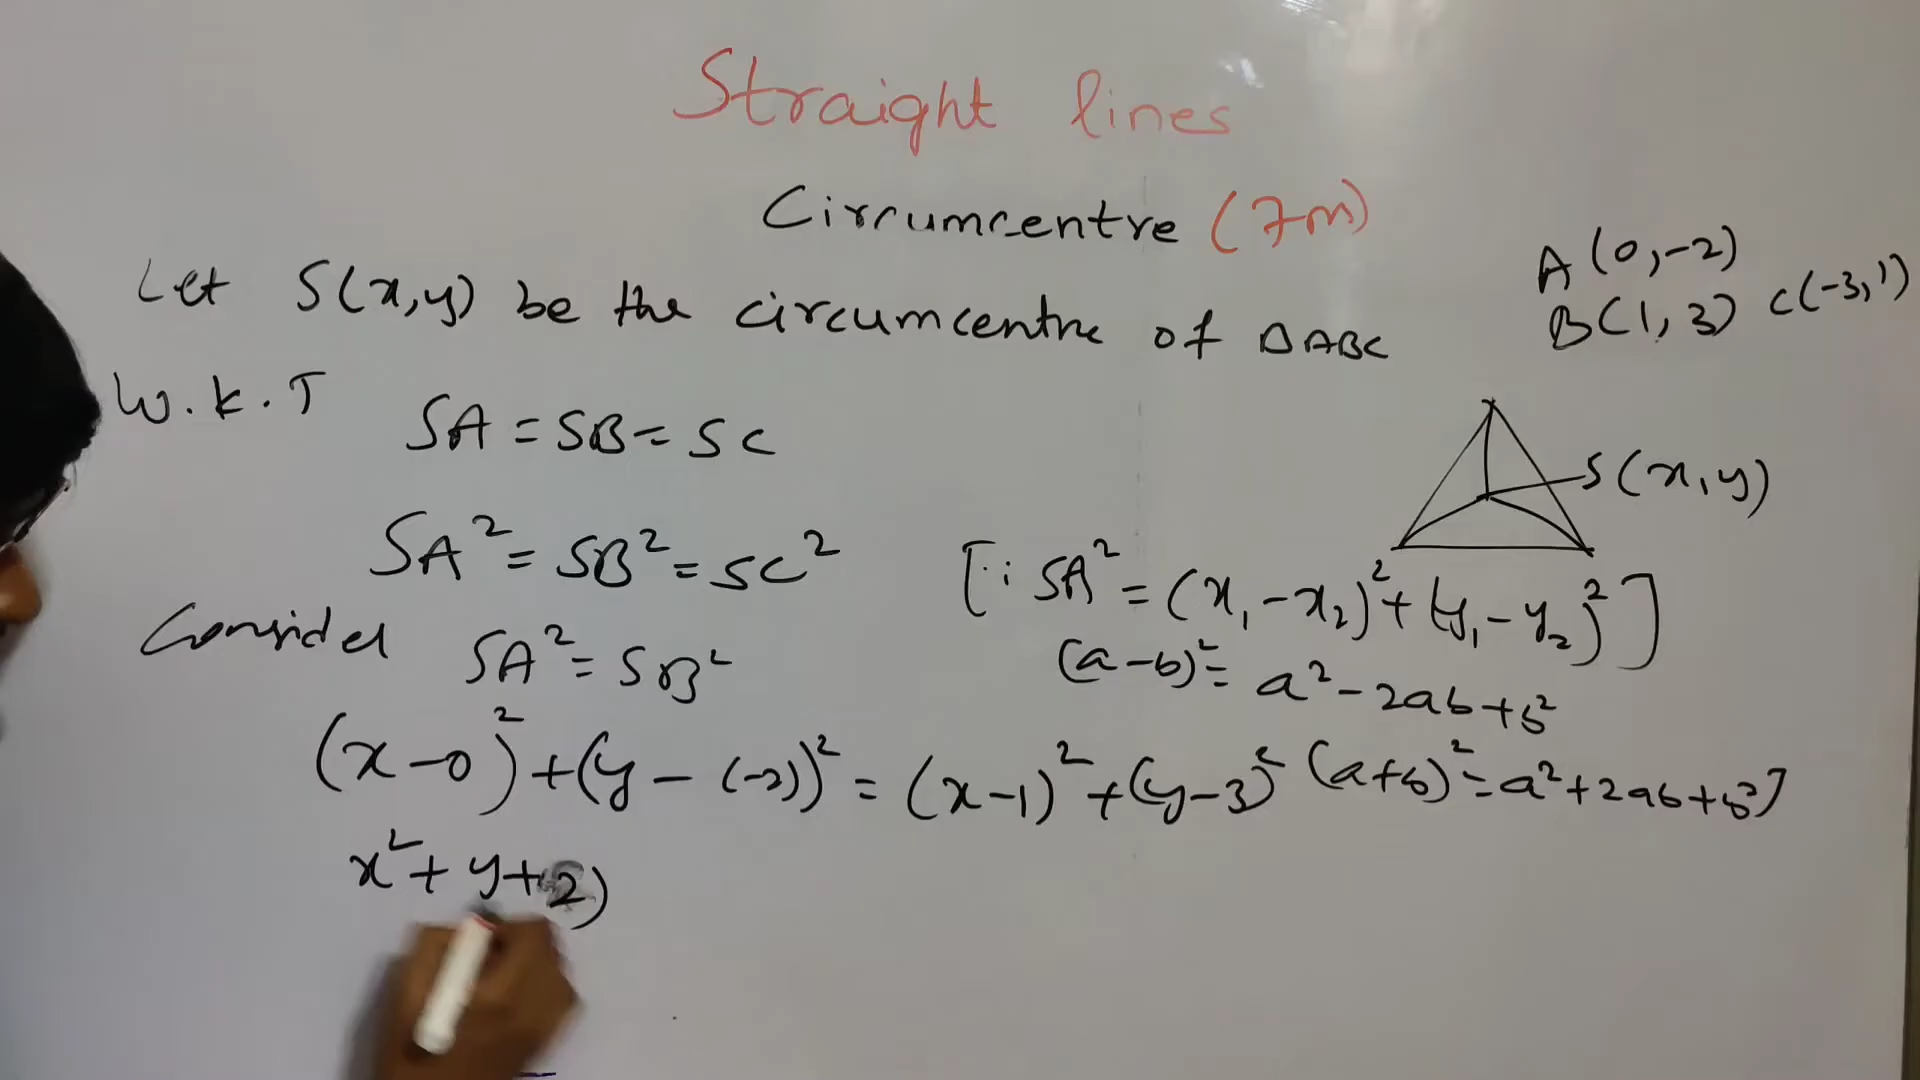 Straight lines
Circumcentre (7m)
Let S(x,y) be the circumcentre of ΔABC
A(0,-2)
B(1,3) C(-3,1)
W.K.T
SA = SB = SC
S(x,y)
SA² = SB² = SC²
[∵ SA² = (x₁-x₂)² + (y₁-y₂)²]
Consider SA² = SB²
(a-b)² = a² - 2ab + b²
(x-0)² + (y-(-2))² = (x-1)² + (y-3)²
(a+b)² = a² + 2ab + b²]
x² + y + 2)